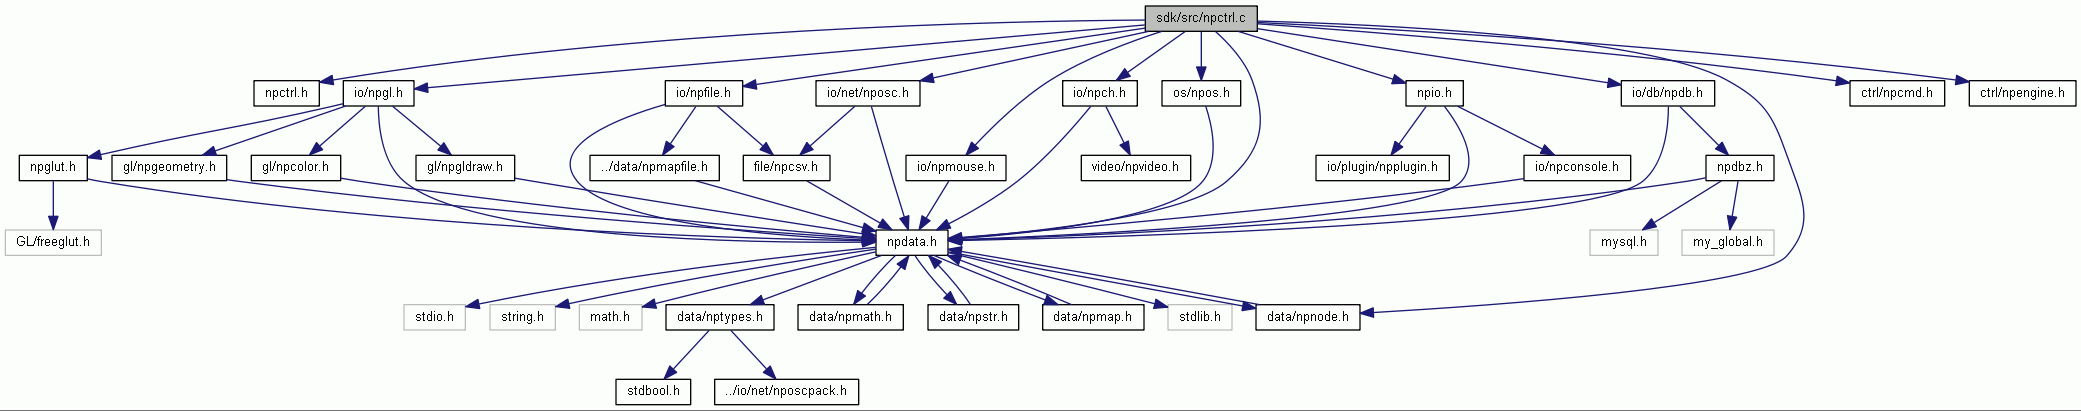 sdk/src/npctrl.c
npctrl.h
io/npgl.h
io/npfile.h
io/net/nposc.h
io/npch.h
os/npos.h
npio.h
io/db/npdb.h
ctrl/npcmd.h
ctrl/npengine.h
npglut.h
gl/npgeometry.h
gl/npcolor.h
gl/npgldraw.h
../data/npmapfile.h
file/npcsv.h
io/npmouse.h
video/npvideo.h
io/plugin/npplugin.h
io/npconsole.h
npdbz.h
GL/freeglut.h
npdata.h
mysql.h
my_global.h
stdio.h
string.h
math.h
data/nptypes.h
data/npmath.h
data/npstr.h
data/npmap.h
stdlib.h
data/npnode.h
stdbool.h
../io/net/nposcpack.h